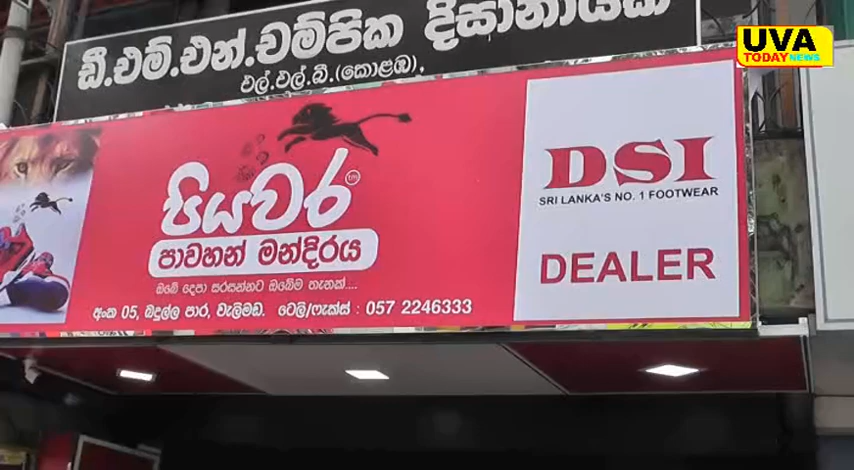 ඩී.එම්.එන්.චම්පික දිසානායක
එල්.එල්.බී.(කොළඹ),
UVA
TODAY NEWS
පියවර tm
පාවහන් මන්දිරය
ඔබේ දෙපා සරසන්නට ඔබේම තැනක්....
අංක 05, බදුල්ල පාර, වැලිමඩ. ටෙලි/ෆැක්ස් : 057 2246333
DSI
SRI LANKA'S NO. 1 FOOTWEAR
DEALER